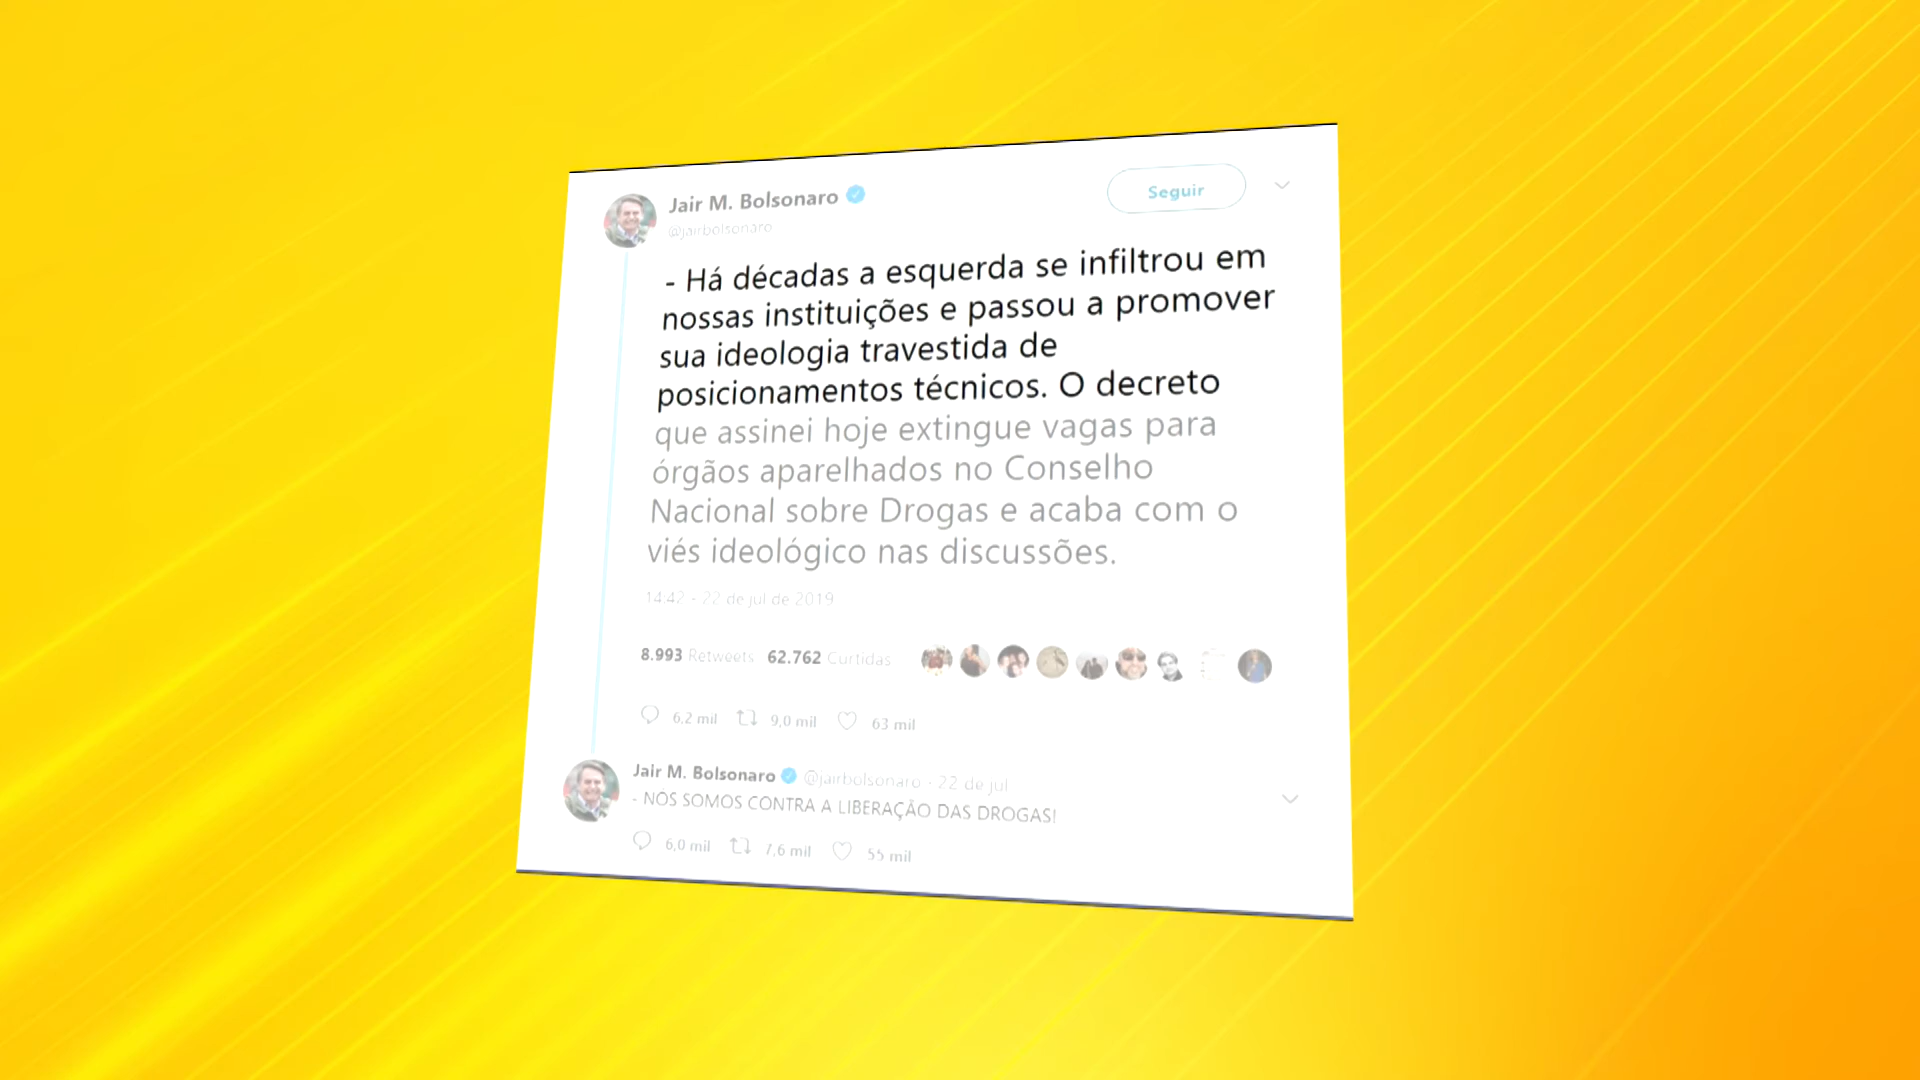 Jair M. Bolsonaro
@jairbolsonaro
Seguir
- Há décadas a esquerda se infiltrou em
nossas instituições e passou a promover
sua ideologia travestida de
posicionamentos técnicos. O decreto
que assinei hoje extingue vagas para
órgãos aparelhados no Conselho
Nacional sobre Drogas e acaba com o
viés ideológico nas discussões.
14:42 - 22 de jul de 2019
8.993 Retweets 62.762 Curtidas
6,2 mil 9,0 mil 63 mil
Jair M. Bolsonaro @jairbolsonaro · 22 de jul
- NÓS SOMOS CONTRA A LIBERAÇÃO DAS DROGAS!
6,0 mil 7,6 mil 55 mil